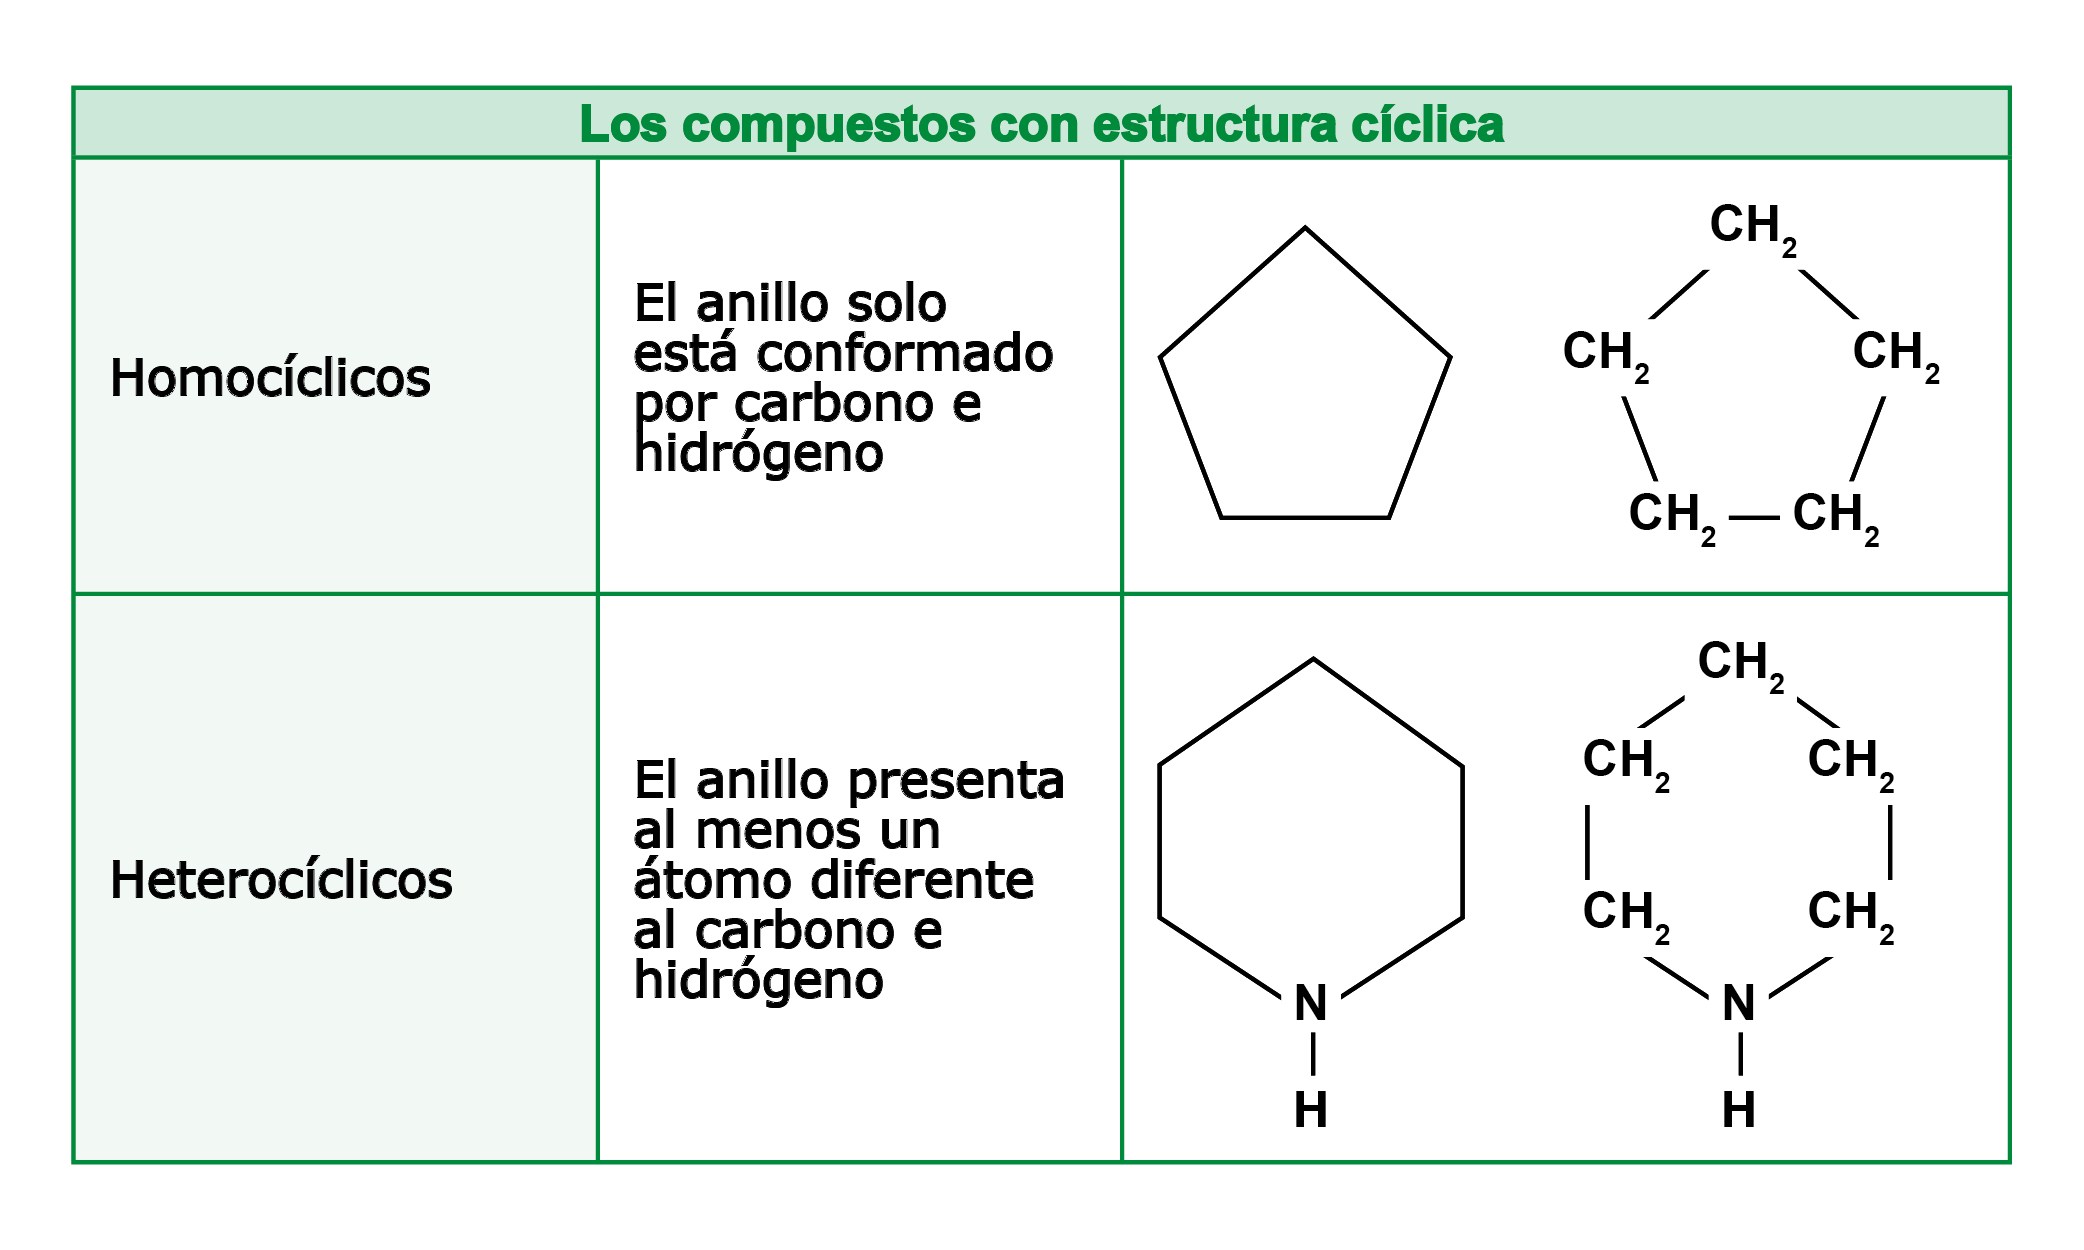 Los compuestos con estructura cíclica
Homocíclicos
El anillo solo
está conformado
por carbono e
hidrógeno
CH₂
CH₂ CH₂
CH₂ CH₂
Heterocíclicos
El anillo presenta
al menos un
átomo diferente
al carbono e
hidrógeno
N
H
CH₂
CH₂ CH₂
CH₂ CH₂
N
H